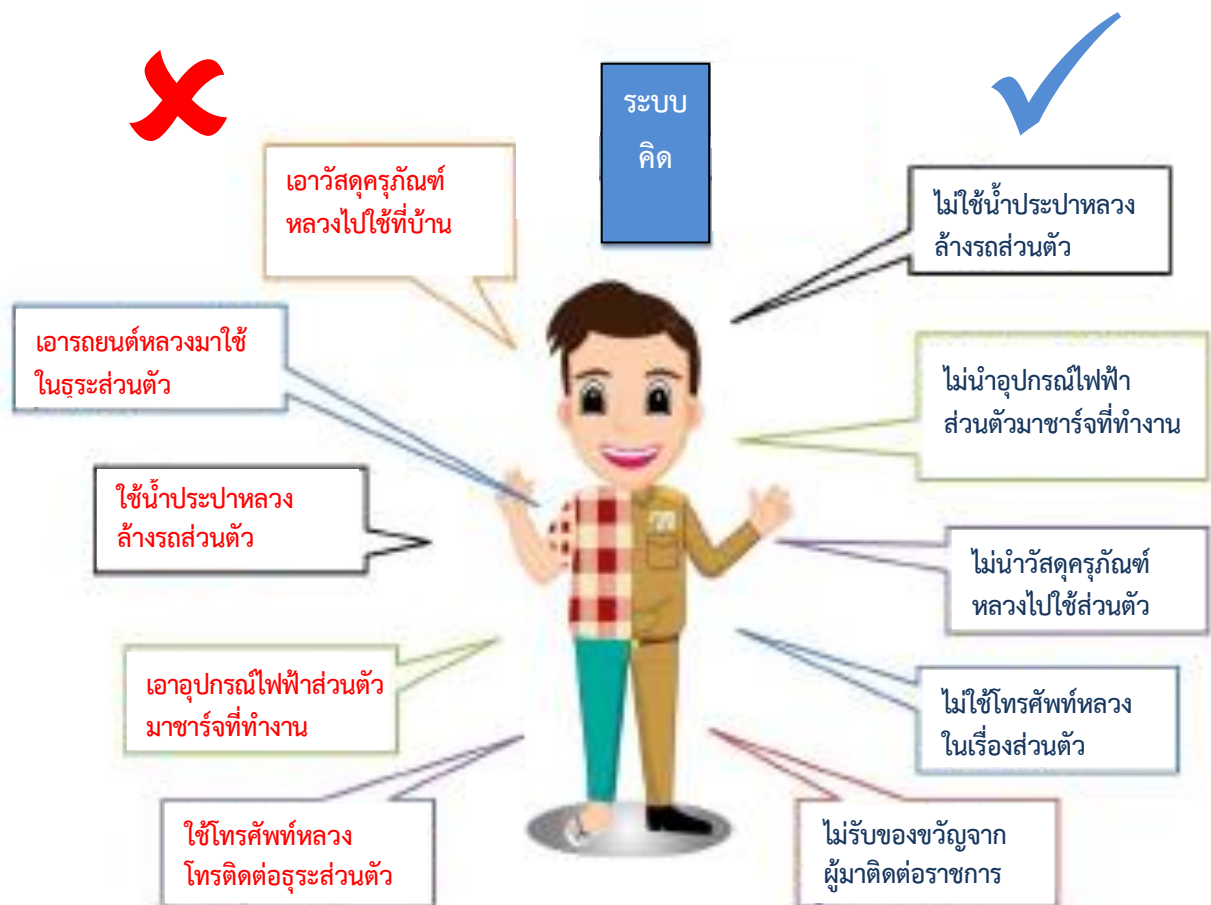 ระบบ
คิด
เอาวัสดุครุภัณฑ์
หลวงไปใช้ที่บ้าน
เอารถยนต์หลวงมาใช้
ในธุระส่วนตัว
ใช้น้ำประปาหลวง
ล้างรถส่วนตัว
เอาอุปกรณ์ไฟฟ้าส่วนตัว
มาชาร์จที่ทำงาน
ใช้โทรศัพท์หลวง
โทรติดต่อธุระส่วนตัว
ไม่ใช้น้ำประปาหลวง
ล้างรถส่วนตัว
ไม่นำอุปกรณ์ไฟฟ้า
ส่วนตัวมาชาร์จที่ทำงาน
ไม่นำวัสดุครุภัณฑ์
หลวงไปใช้ส่วนตัว
ไม่ใช้โทรศัพท์หลวง
ในเรื่องส่วนตัว
ไม่รับของขวัญจาก
ผู้มาติดต่อราชการ